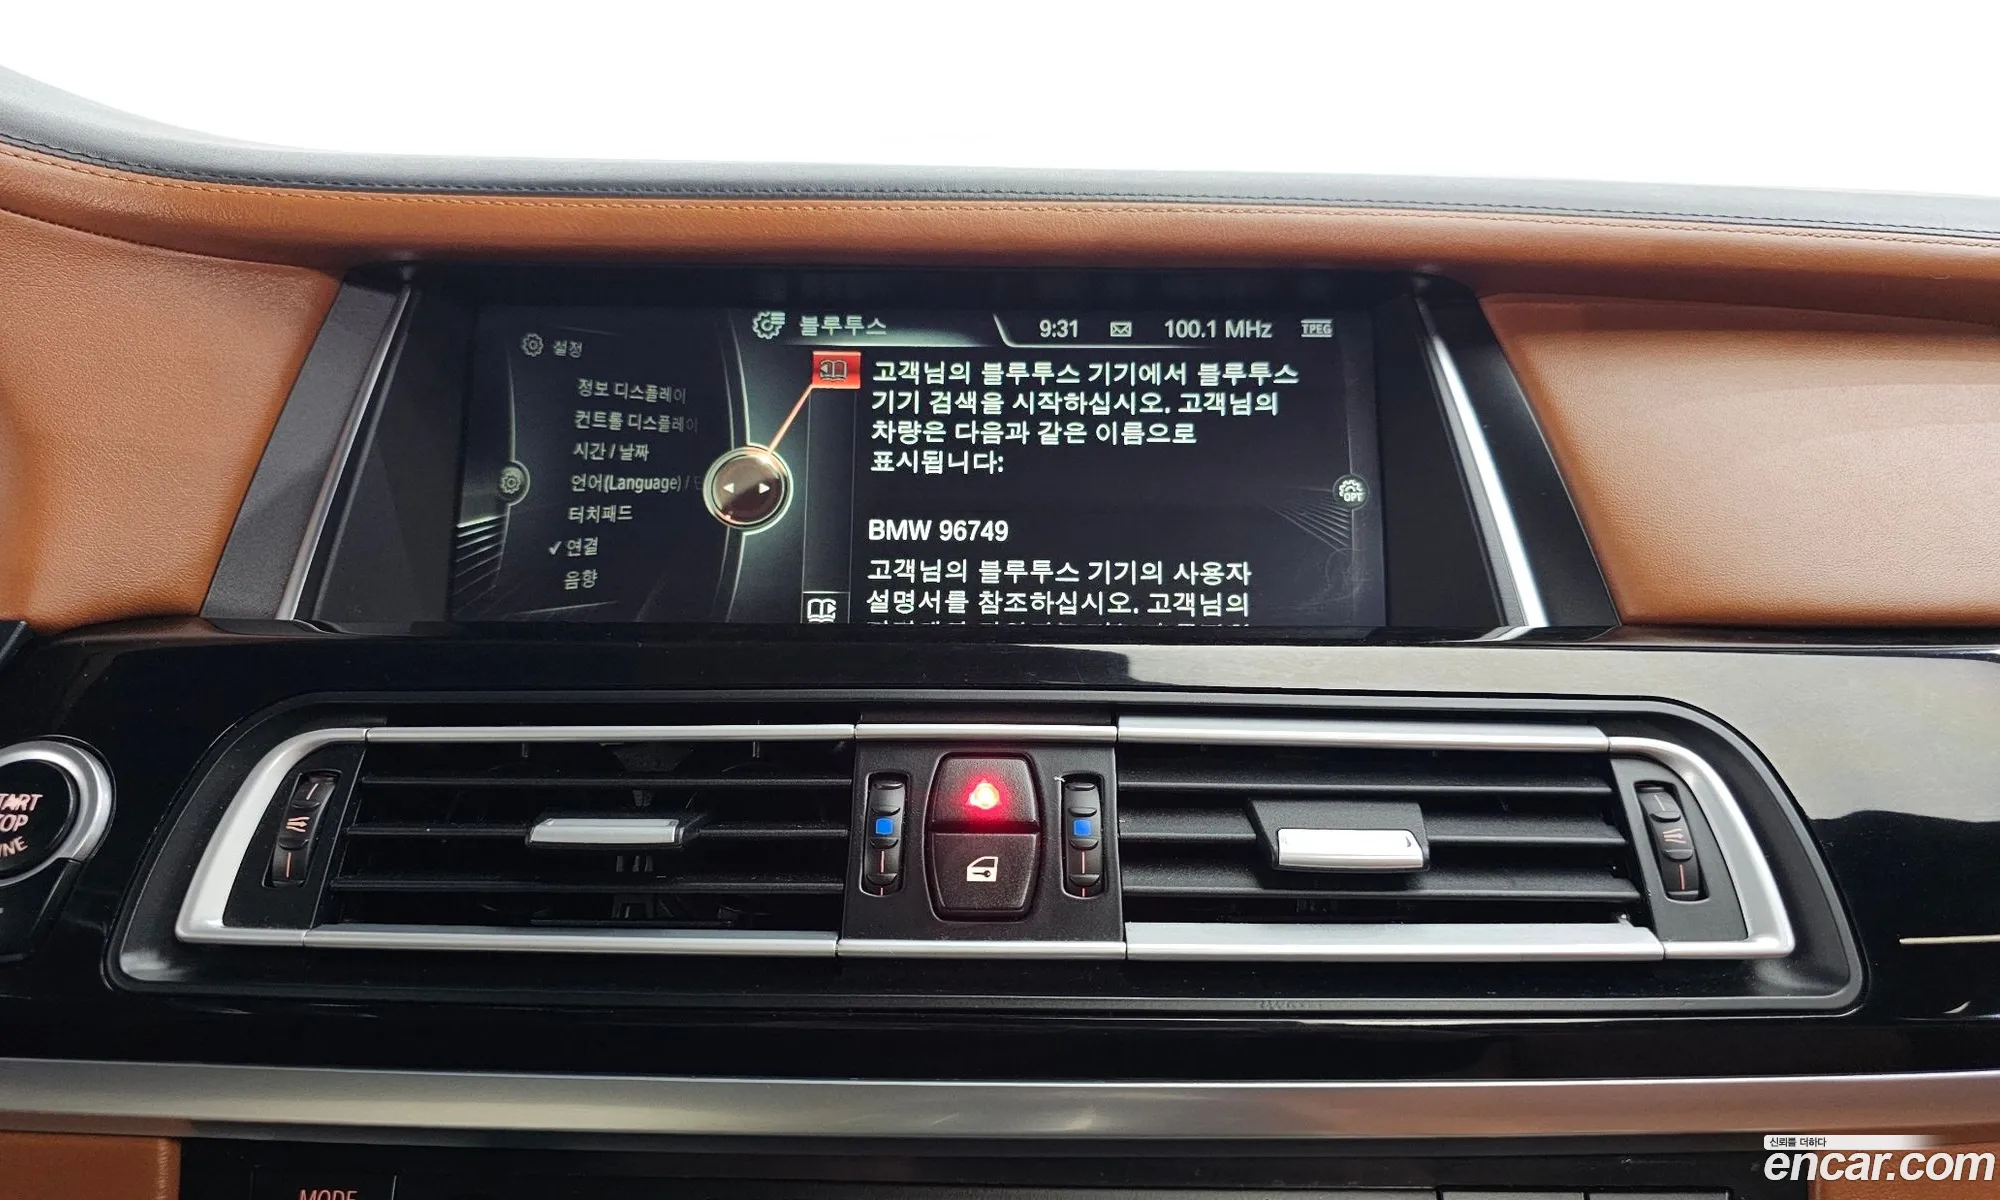 블루투스
9:31
100.1 MHz
TPEG
설정
정보 디스플레이
컨트롤 디스플레이
시간 / 날짜
언어(Language) /
터치패드
✓ 연결
음향
고객님의 블루투스 기기에서 블루투스
기기 검색을 시작하십시오. 고객님의
차량은 다음과 같은 이름으로
표시됩니다:
BMW 96749
고객님의 블루투스 기기의 사용자
설명서를 참조하십시오. 고객님의
OPT
MODE
신뢰를 더하다
encar.com